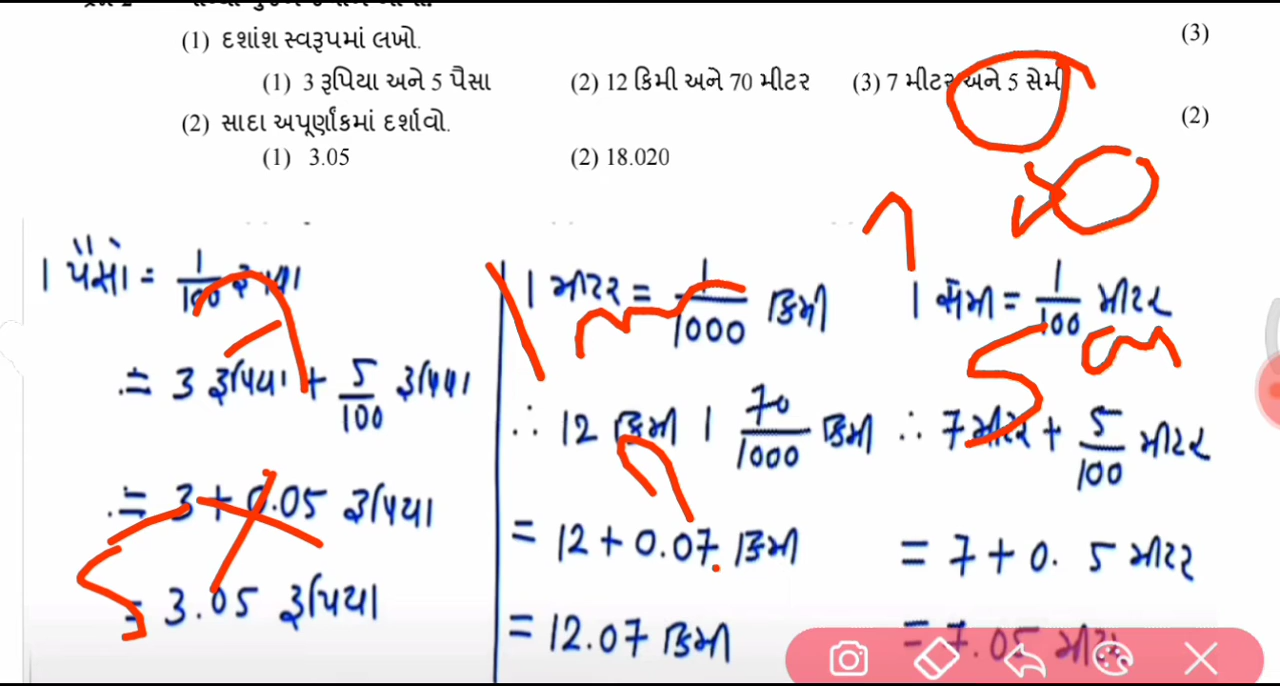 (1) દશાંશ સ્વરૂપમાં લખો. (3)
(1) 3 રૂપિયા અને 5 પૈસા (2) 12 કિમી અને 70 મીટર (3) 7 મીટર અને 5 સેમી
(2) સાદા અપૂર્ણાંકમાં દર્શાવો. (2)
(1) 3.05 (2) 18.020
1 પૈસો = 1/100 રૂપિયા
∴ = 3 રૂપિયા + 5/100 રૂપિયા
∴ = 3 + 0.05 રૂપિયા
= 3.05 રૂપિયા
1 મીટર = 1/1000 કિમી
∴ 12 કિમી | 70/1000 કિમી
= 12 + 0.07 કિમી
= 12.07 કિમી
1 સેમી = 1/100 મીટર
∴ 7 મીટર + 5/100 મીટર
= 7 + 0. 5 મીટર
= 7.05 મીટર